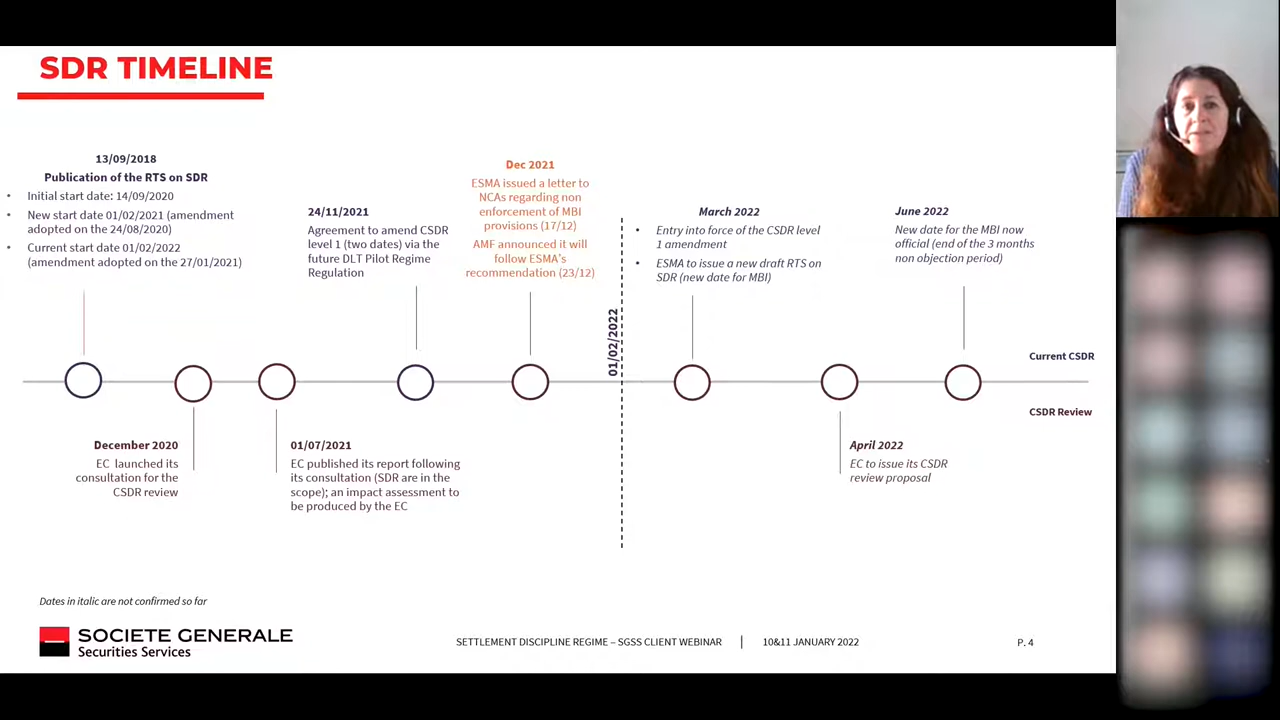 SDR TIMELINE
13/09/2018
Publication of the RTS on SDR
• Initial start date: 14/09/2020
• New start date 01/02/2021 (amendment
adopted on the 24/08/2020)
• Current start date 01/02/2022
(amendment adopted on the 27/01/2021)
24/11/2021
Agreement to amend CSDR
level 1 (two dates) via the
future DLT Pilot Regime
Regulation
Dec 2021
ESMA issued a letter to
NCAs regarding non
enforcement of MBI
provisions (17/12)
AMF announced it will
follow ESMA's
recommendation (23/12)
01/02/2022
March 2022
• Entry into force of the CSDR level
1 amendment
• ESMA to issue a new draft RTS on
SDR (new date for MBI)
June 2022
New date for the MBI now
official (end of the 3 months
non objection period)
Current CSDR
CSDR Review
December 2020
EC launched its
consultation for the
CSDR review
01/07/2021
EC published its report following
its consultation (SDR are in the
scope); an impact assessment to
be produced by the EC
April 2022
EC to issue its CSDR
review proposal
Dates in italic are not confirmed so far
SOCIETE GENERALE
Securities Services
SETTLEMENT DISCIPLINE REGIME – SGSS CLIENT WEBINAR | 10&11 JANUARY 2022
P. 4